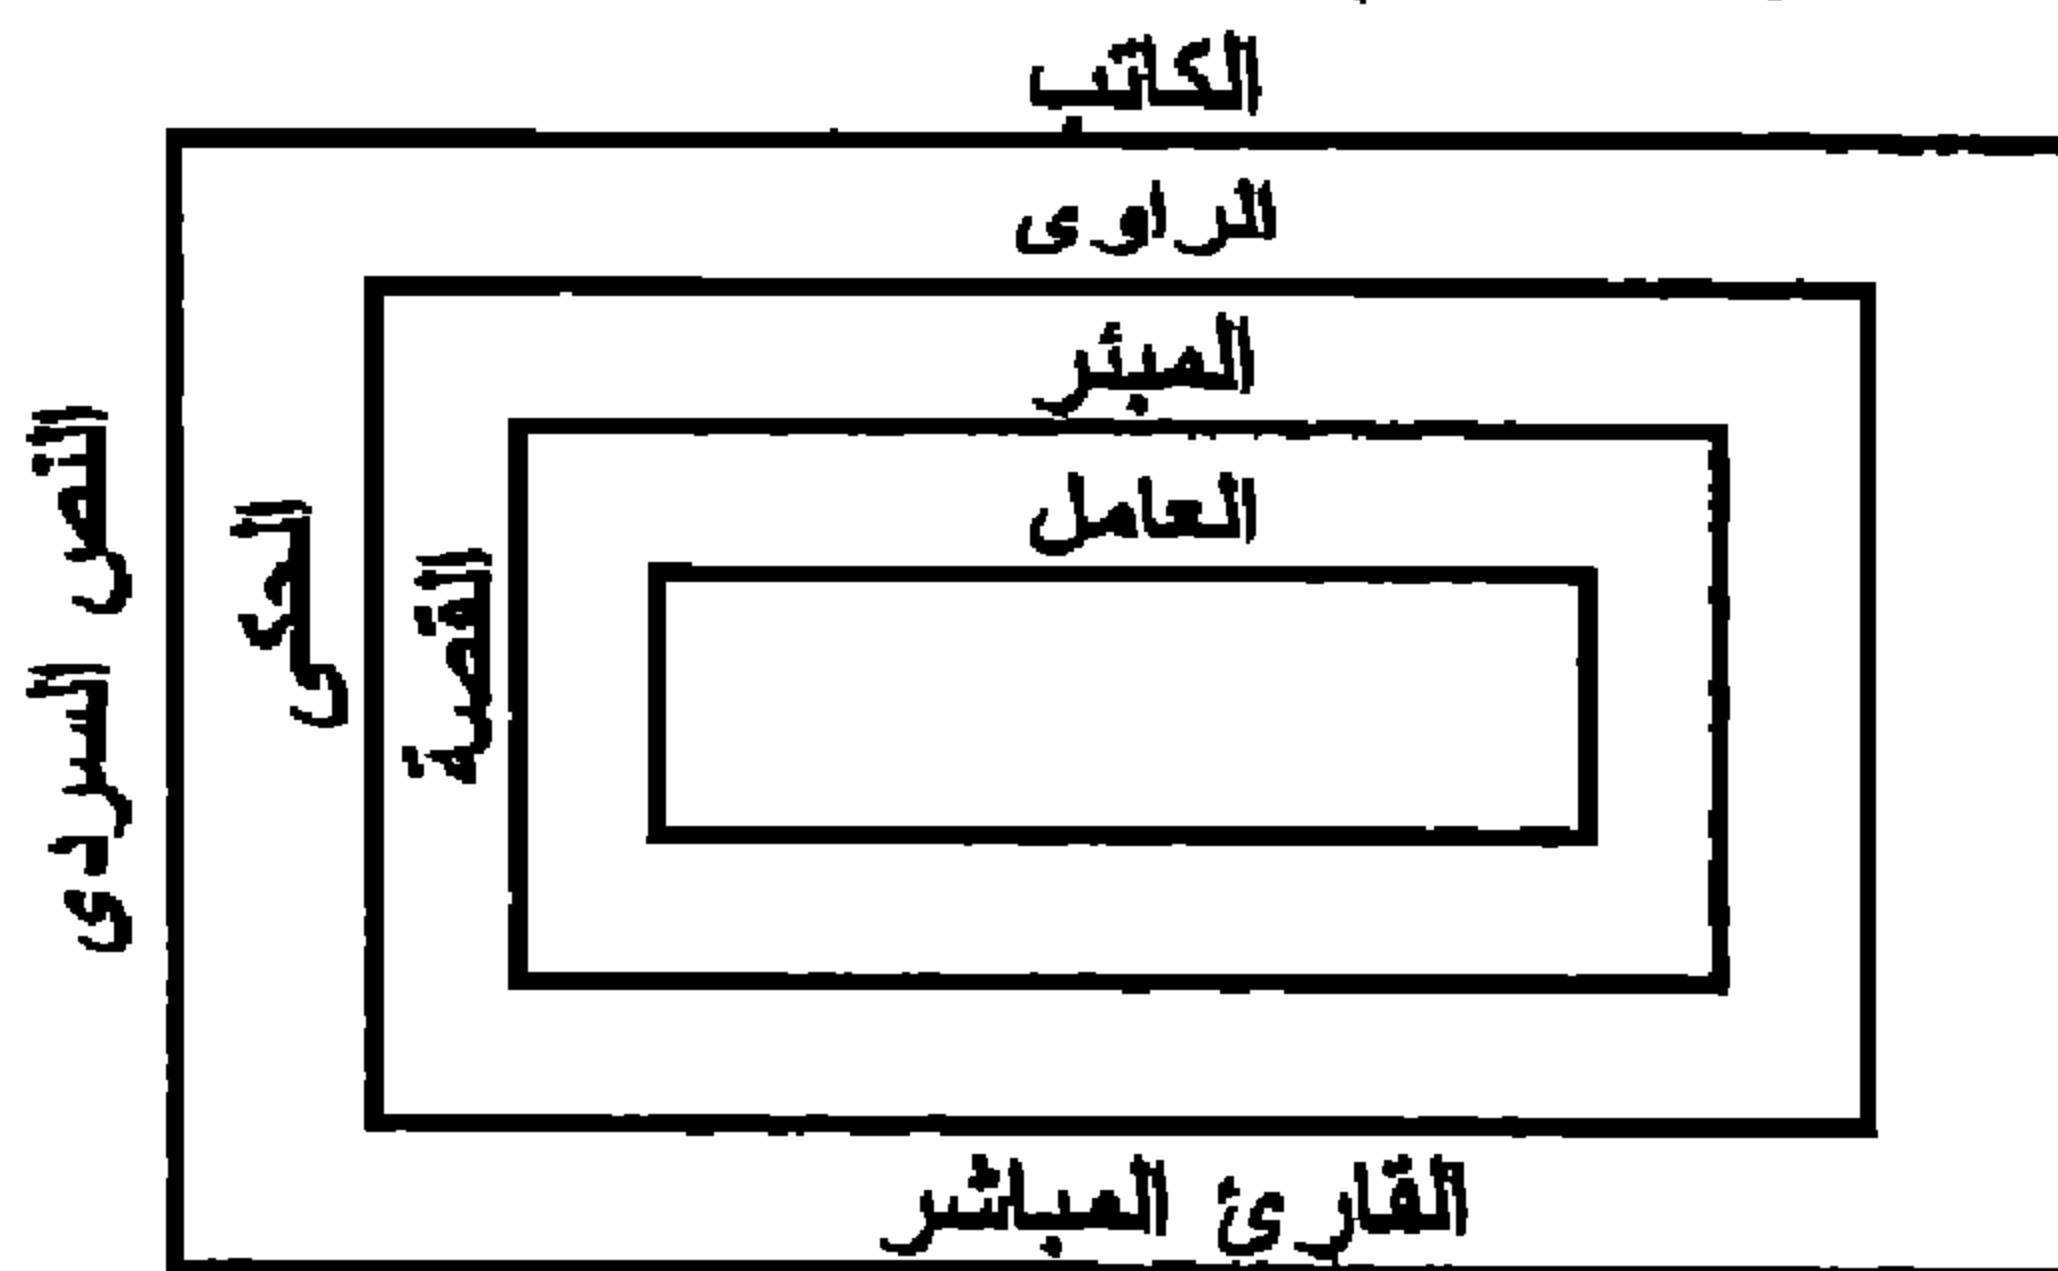 الكاتب
الراوى
المبئر
العامل
القصة
الحكى
النص السردى
القارئ المباشر